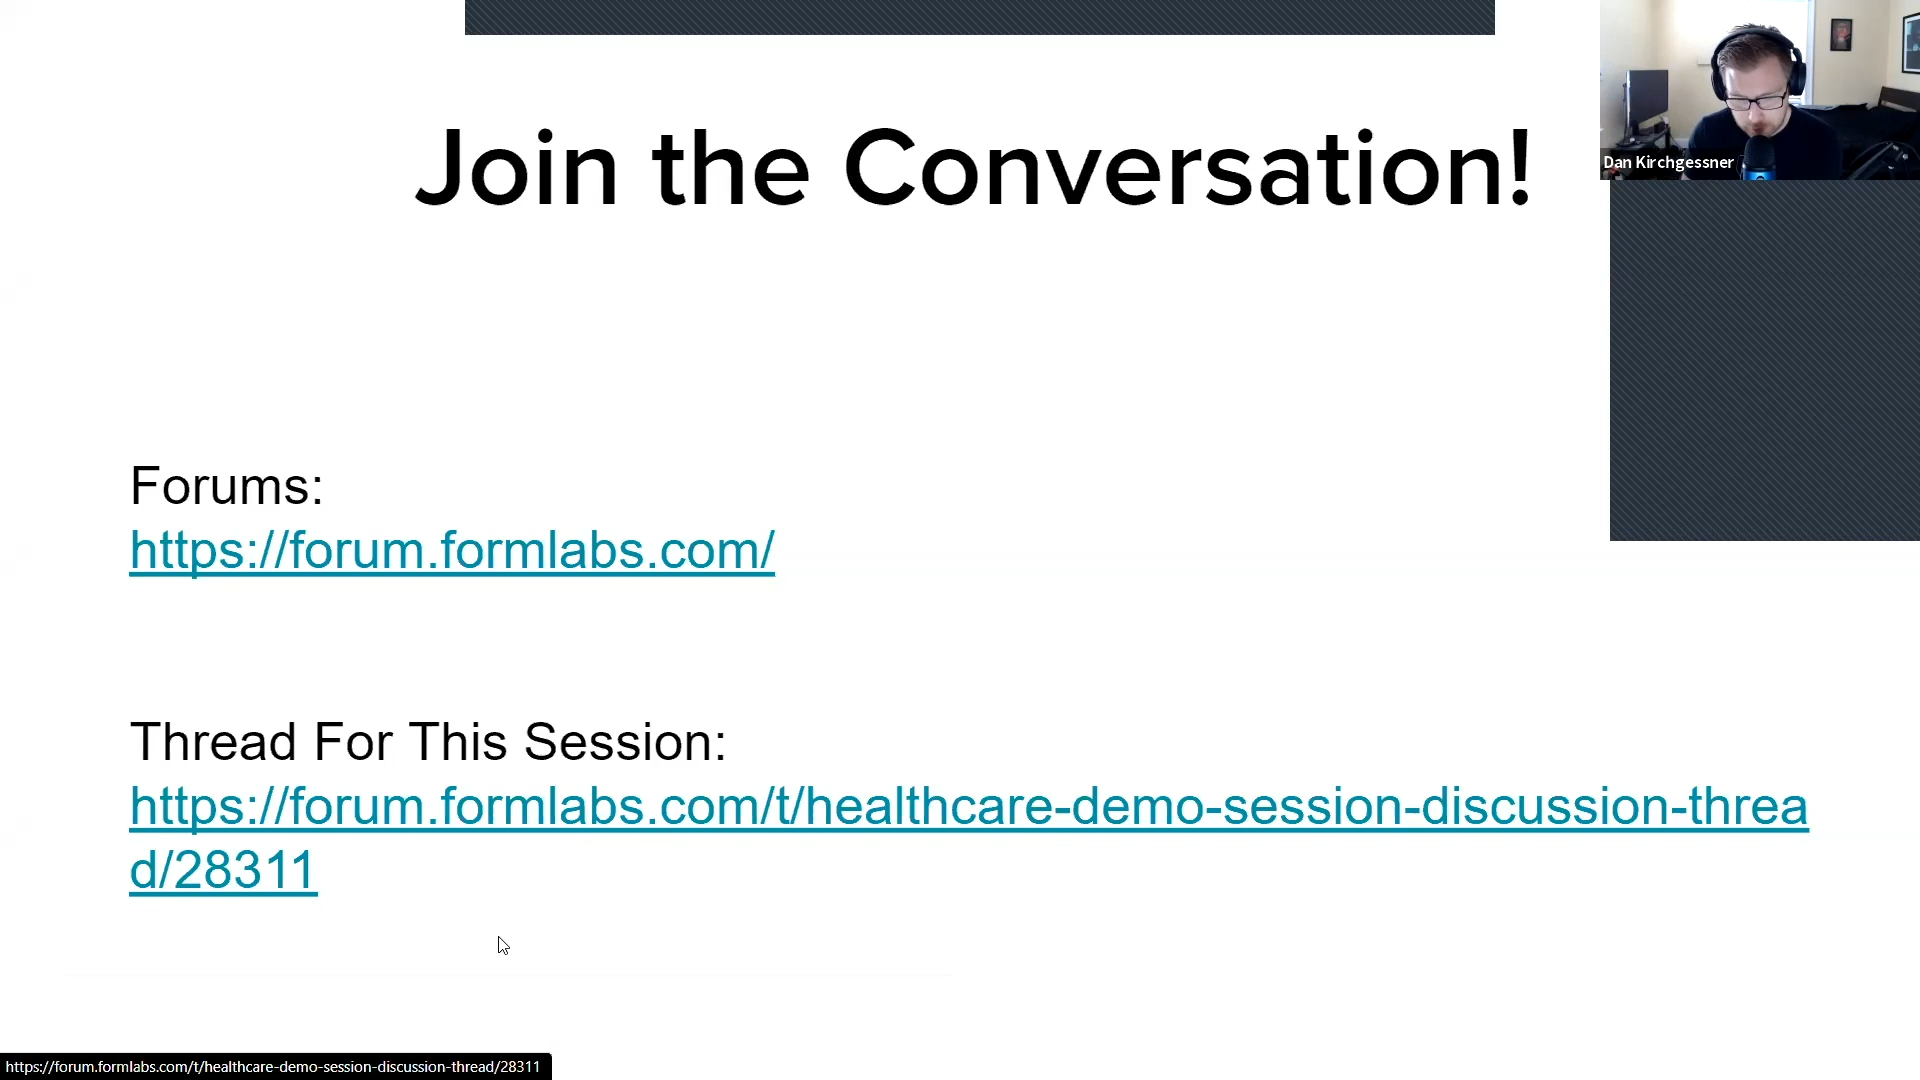 Join the Conversation!
Dan Kirchgessner
Forums:
https://forum.formlabs.com/
Thread For This Session:
https://forum.formlabs.com/t/healthcare-demo-session-discussion-threa
d/28311
https://forum.formlabs.com/t/healthcare-demo-session-discussion-thread/28311